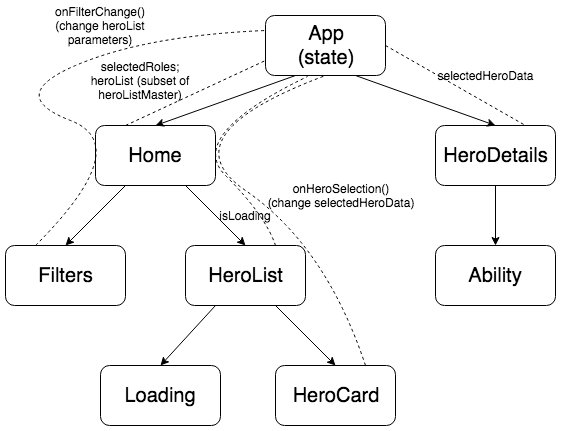 onFilterChange()
(change heroList
parameters)
App
(state)
selectedRoles;
heroList (subset of
heroListMaster)
selectedHeroData
Home
HeroDetails
onHeroSelection()
(change selectedHeroData)
isLoading
Filters
HeroList
Ability
Loading
HeroCard